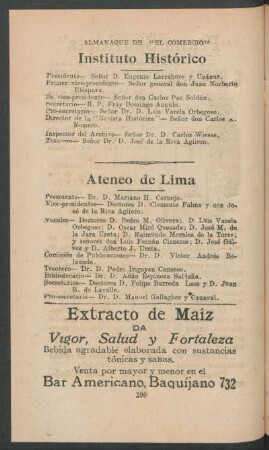 ALMANAQUE DE "EL COMERCIO"
Instituto Histórico
Presidente— Señor D. Eugenio Larrabure y Unánue.
Primer vice-presidente— Señor general don Juan Norberto
Eléspuru.
2o. vice-presidente— Señor don Carlos Paz Soldán.
Secretario— R. P. Fray Domingo Angulo.
Pro-secretario— Señor Dr. D. Luis Varela Orbegoso.
Director de la "Revista Histórica"— Señor don Carlos A.
Romero.
Inspector del Archivo— Señor Dr. D. Carlos Wiesse.
Tesorero— Señor Dr. D. José de la Riva Agüero.
Ateneo de Lima
Presidente— Dr. D. Mariano H. Cornejo.
Vice-presidentes— Doctores D. Clemente Palma y don Jo-
sé de la Riva Agüero.
Vocales— Doctores D. Pedro M. Oliveira; D. Luis Varela
Orbegoso; D. Oscar Miró Quesada; D. José M. de
la Jara Ureta; D. Raimundo Morales de la Torre;
y señores don Luis Fernán Cisneros; D. José Gál-
vez y D. Alberto J. Ureta.
Comisión de Publicaciones— Dr. D. Víctor Andrés Be-
launde.
Tesorero— Dr. D. Pedro Irigoyen Canseco.
Bibliotecario— Dr. D. Adán Espinoza Saldaña.
Secretarios— Doctores D. Felipe Barreda Laos y D. Juan
B. de Lavalle.
Pro-secretario— Dr. D. Manuel Gallagher y Canaval.
Extracto de Maíz
DA
Vigor, Salud y Fortaleza
Bebida agradable elaborada con sustancias
tónicas y sanas.
Venta por mayor y menor en el
Bar Americano, Baquíjano 732
100